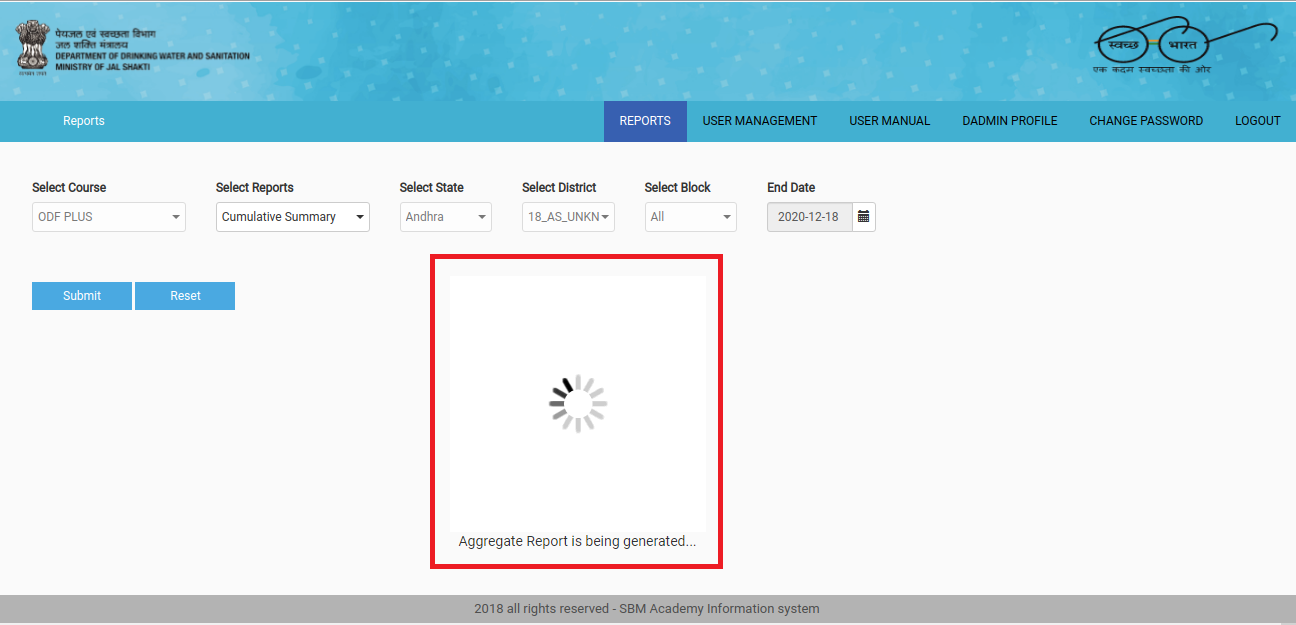 पेयजल एवं स्वच्छता विभाग
जल शक्ति मंत्रालय
DEPARTMENT OF DRINKING WATER AND SANITATION
MINISTRY OF JAL SHAKTI
सत्यमेव जयते
स्वच्छ भारत
एक कदम स्वच्छता की ओर
Reports
REPORTS USER MANAGEMENT USER MANUAL DADMIN PROFILE CHANGE PASSWORD LOGOUT
Select Course Select Reports Select State Select District Select Block End Date
ODF PLUS Cumulative Summary Andhra 18_AS_UNKN All 2020-12-18
Submit Reset
Aggregate Report is being generated...
2018 all rights reserved - SBM Academy Information system